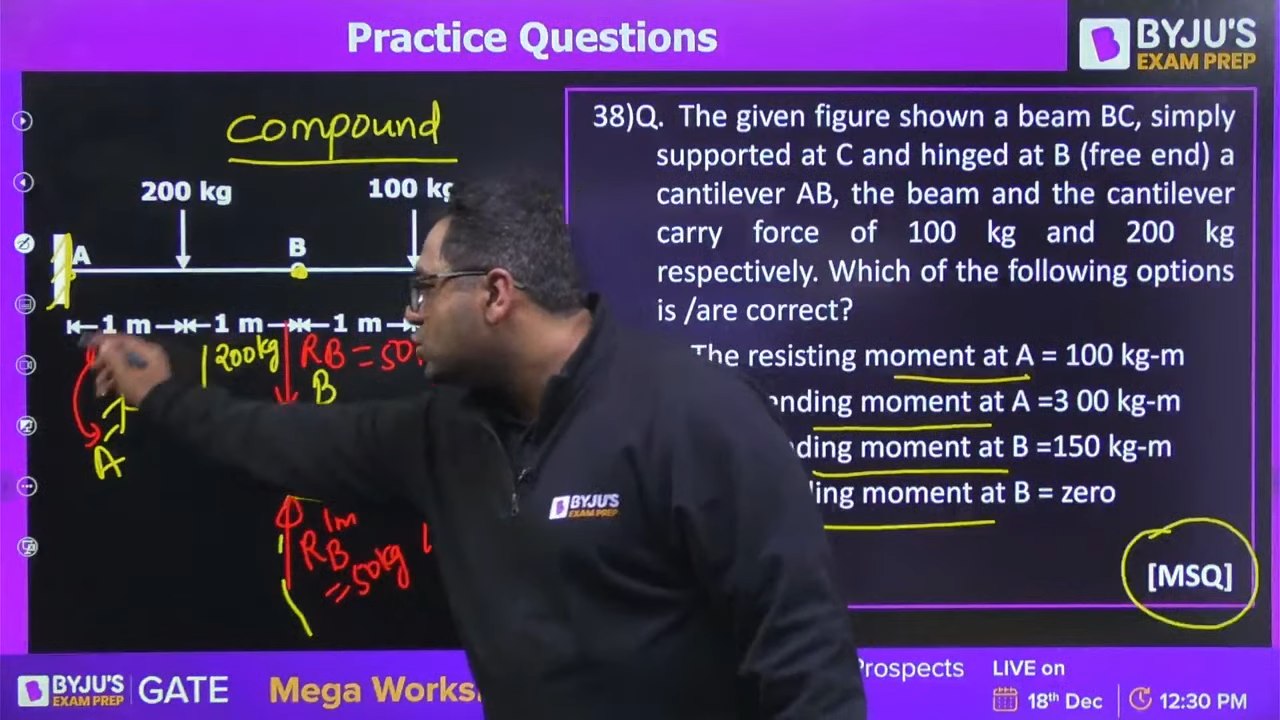 Practice Questions
BYJU'S
EXAM PREP
compound
200 kg
100 kg
A
B
1 m
1 m
1 m
200kg
RB = 50
B
A
1m
RB
=50kg
38)Q. The given figure shown a beam BC, simply
supported at C and hinged at B (free end) a
cantilever AB, the beam and the cantilever
carry force of 100 kg and 200 kg
respectively. Which of the following options
is /are correct?
The resisting moment at A = 100 kg-m
ending moment at A =3 00 kg-m
ding moment at B =150 kg-m
ling moment at B = zero
[MSQ]
BYJU'S
EXAM PREP
BYJU'S
EXAM PREP
GATE
Mega Works
Prospects
LIVE on
18th Dec
12:30 PM